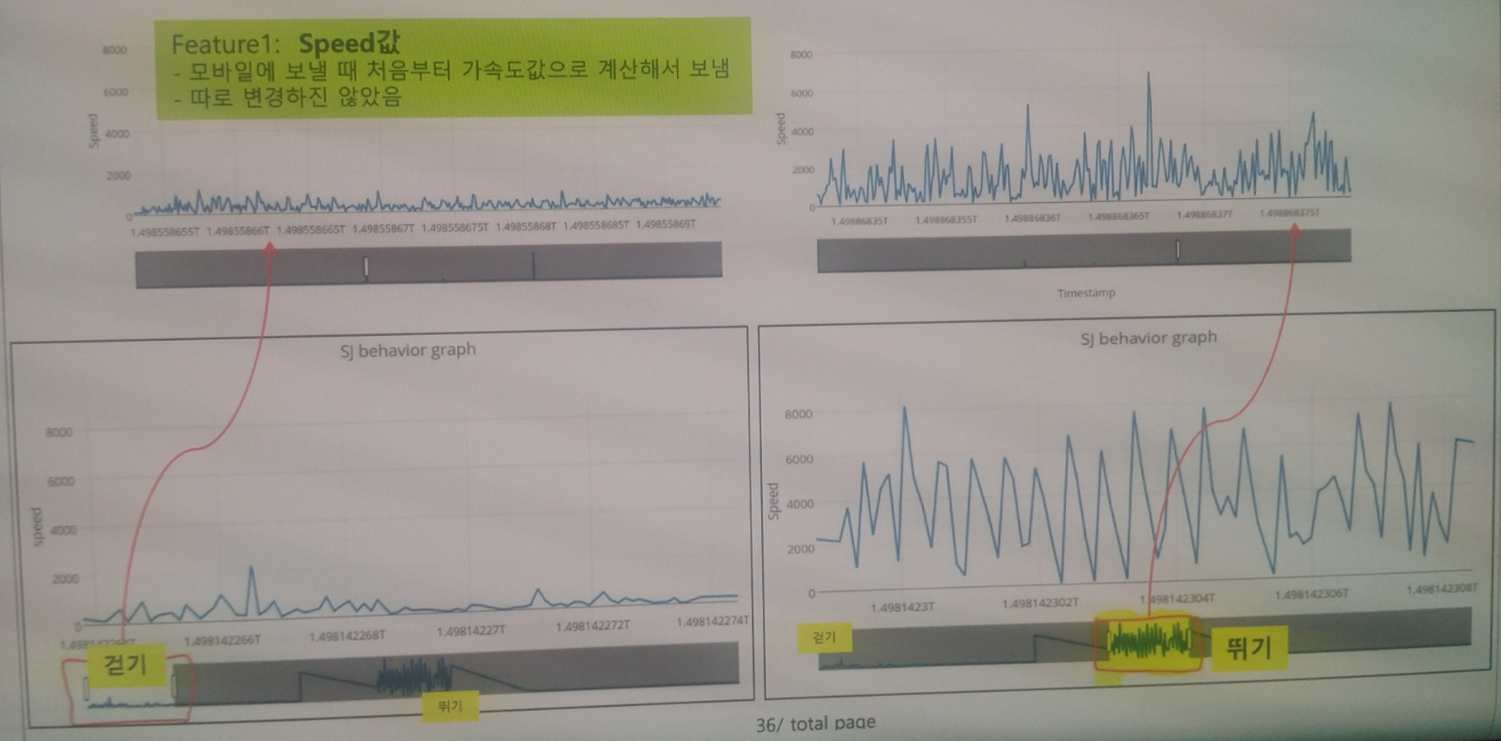 Feature1: Speed값
- 모바일에 보낼 때 처음부터 가속도값으로 계산해서 보냄
- 따로 변경하진 않았음
8000
6000
4000
2000
0
Speed
1.498558655T 1.49855866T 1.498558665T 1.49855867T 1.498558675T 1.49855868T 1.498558685T 1.49855869T
8000
6000
4000
2000
0
Speed
1.49886835T 1.498868355T 1.49886836T 1.498868365T 1.49886837T 1.498868375T
Timestamp
SJ behavior graph
8000
6000
4000
2000
0
speed
1.498142266T 1.498142268T 1.49814227T 1.498142272T 1.498142274T
걷기
뛰기
SJ behavior graph
8000
6000
4000
2000
0
Speed
1.4981423T 1.498142302T 1.498142304T 1.498142306T 1.498142308T
걷기
뛰기
36/ total page